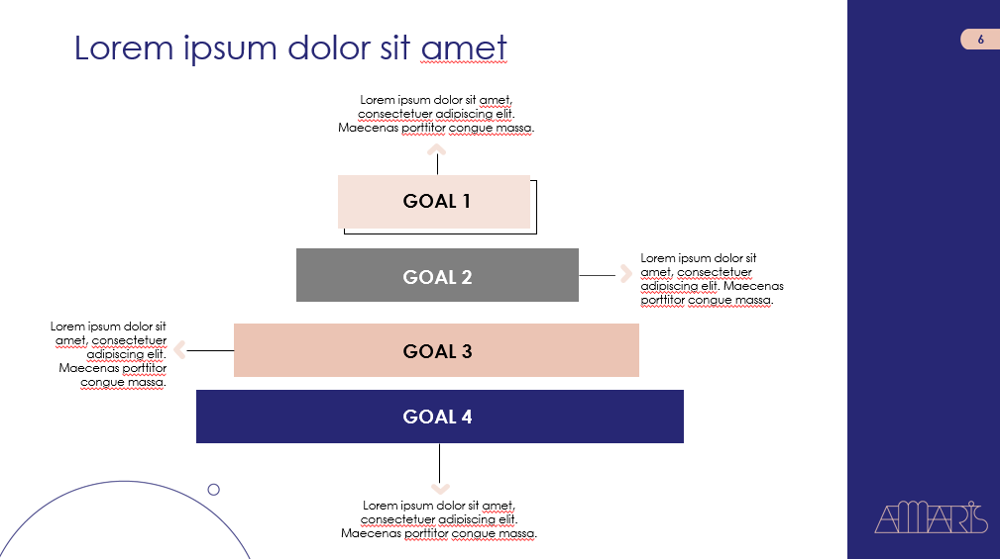 Lorem ipsum dolor sit amet
6
Lorem ipsum dolor sit amet,
consectetuer adipiscing elit.
Maecenas porttitor congue massa.
GOAL 1
GOAL 2
Lorem ipsum dolor sit
amet, consectetuer
adipiscing elit. Maecenas
porttitor congue massa.
Lorem ipsum dolor sit
amet, consectetuer
adipiscing elit.
Maecenas porttitor
congue massa.
GOAL 3
GOAL 4
Lorem ipsum dolor sit amet,
consectetuer adipiscing elit.
Maecenas porttitor congue massa.
AMARIS